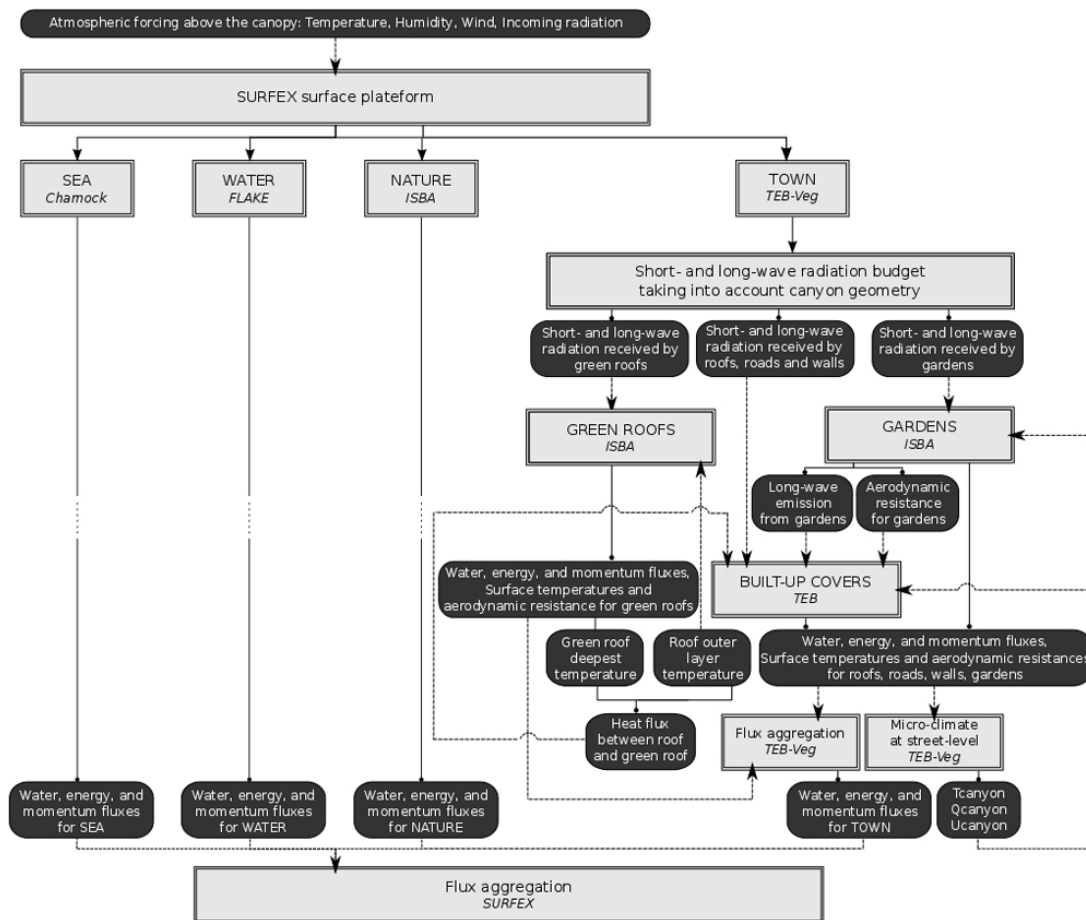 Atmospheric forcing above the canopy: Temperature, Humidity, Wind, Incoming radiation
SURFEX surface plateform
SEA
Charnock
WATER
FLAKE
NATURE
ISBA
TOWN
TEB-Veg
Short- and long-wave radiation budget
taking into account canyon geometry
Short- and long-wave
radiation received by
green roofs
Short- and long-wave
radiation received by
roofs, roads and walls
Short- and long-wave
radiation received by
gardens
GREEN ROOFS
ISBA
GARDENS
ISBA
Long-wave
emission
from gardens
Aerodynamic
resistance
for gardens
BUILT-UP COVERS
TEB
Water, energy, and momentum fluxes,
Surface temperatures and
aerodynamic resistance for green roofs
Green roof
deepest
temperature
Roof outer
layer
temperature
Water, energy, and momentum fluxes,
Surface temperatures and aerodynamic resistances
for roofs, roads, walls, gardens
Heat flux
between roof
and green roof
Flux aggregation
TEB-Veg
Micro-climate
at street-level
TEB-Veg
Water, energy, and
momentum fluxes
for SEA
Water, energy, and
momentum fluxes
for WATER
Water, energy, and
momentum fluxes
for NATURE
Water, energy, and
momentum fluxes
for TOWN
Tcanyon
Qcanyon
Ucanyon
Flux aggregation
SURFEX